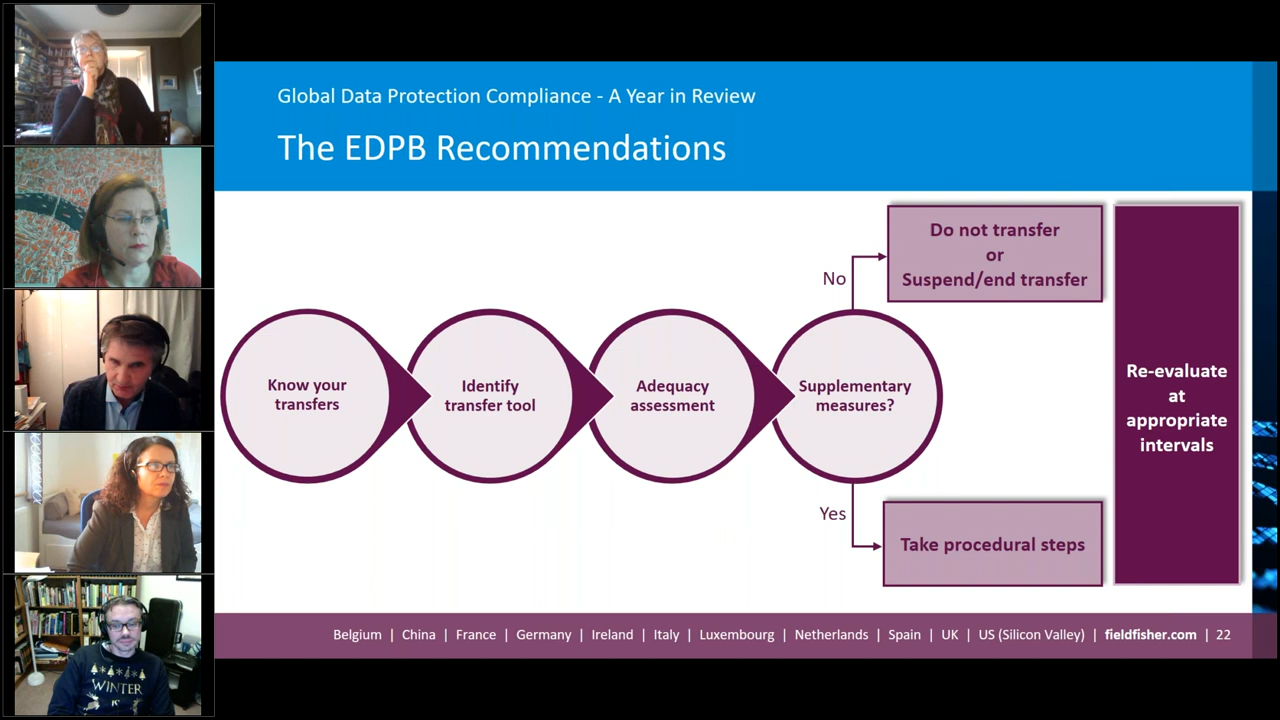 Global Data Protection Compliance - A Year in Review
The EDPB Recommendations
Know your
transfers
Identify
transfer tool
Adequacy
assessment
Supplementary
measures?
No
Do not transfer
or
Suspend/end transfer
Yes
Take procedural steps
Re-evaluate
at
appropriate
intervals
Belgium | China | France | Germany | Ireland | Italy | Luxembourg | Netherlands | Spain | UK | US (Silicon Valley) | fieldfisher.com | 22
WINTER